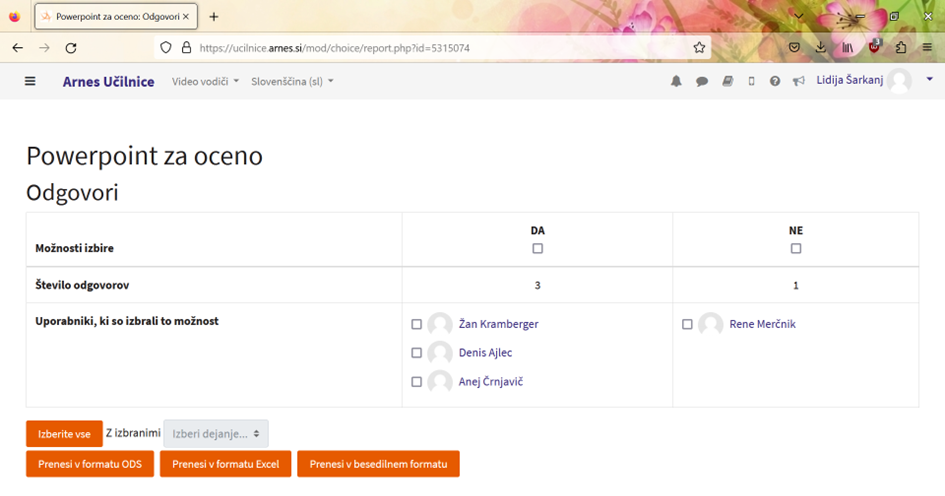 Powerpoint za oceno: Odgovori
https://ucilnice.arnes.si/mod/choice/report.php?id=5315074
Arnes Učilnice Video vodiči Slovenščina (sl) Lidija Šarkanj
Powerpoint za oceno
Odgovori
Možnosti izbire DA NE
Število odgovorov 3 1
Uporabniki, ki so izbrali to možnost Žan Kramberger Rene Merčnik
Denis Ajlec
Anej Črnjavič
Izberite vse Z izbranimi Izberi dejanje...
Prenesi v formatu ODS Prenesi v formatu Excel Prenesi v besedilnem formatu